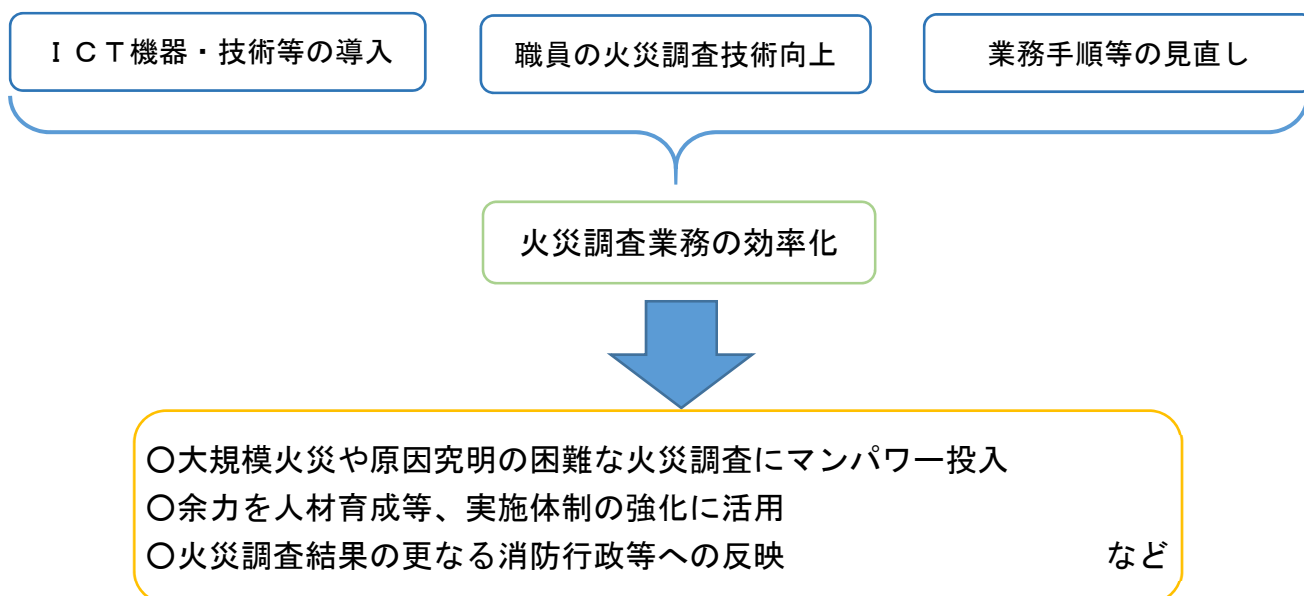 ＩＣＴ機器・技術等の導入
職員の火災調査技術向上
業務手順等の見直し
火災調査業務の効率化
〇大規模火災や原因究明の困難な火災調査にマンパワー投入
〇余力を人材育成等、実施体制の強化に活用
〇火災調査結果の更なる消防行政等への反映　　　　　　　　　　など